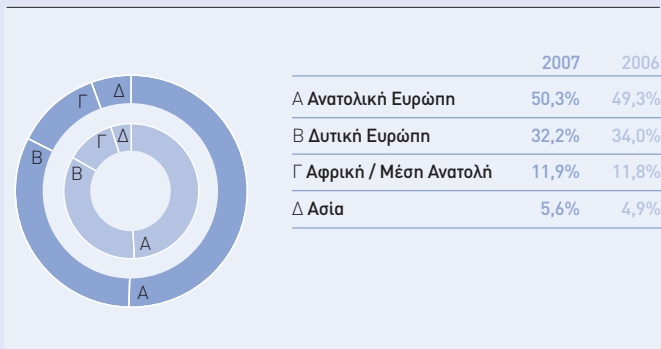 2007 2006
Α Ανατολική Ευρώπη 50,3% 49,3%
Β Δυτική Ευρώπη 32,2% 34,0%
Γ Αφρική / Μέση Ανατολή 11,9% 11,8%
Δ Ασία 5,6% 4,9%
Δ
Γ
Β
Α
Δ
Γ
Β
Α